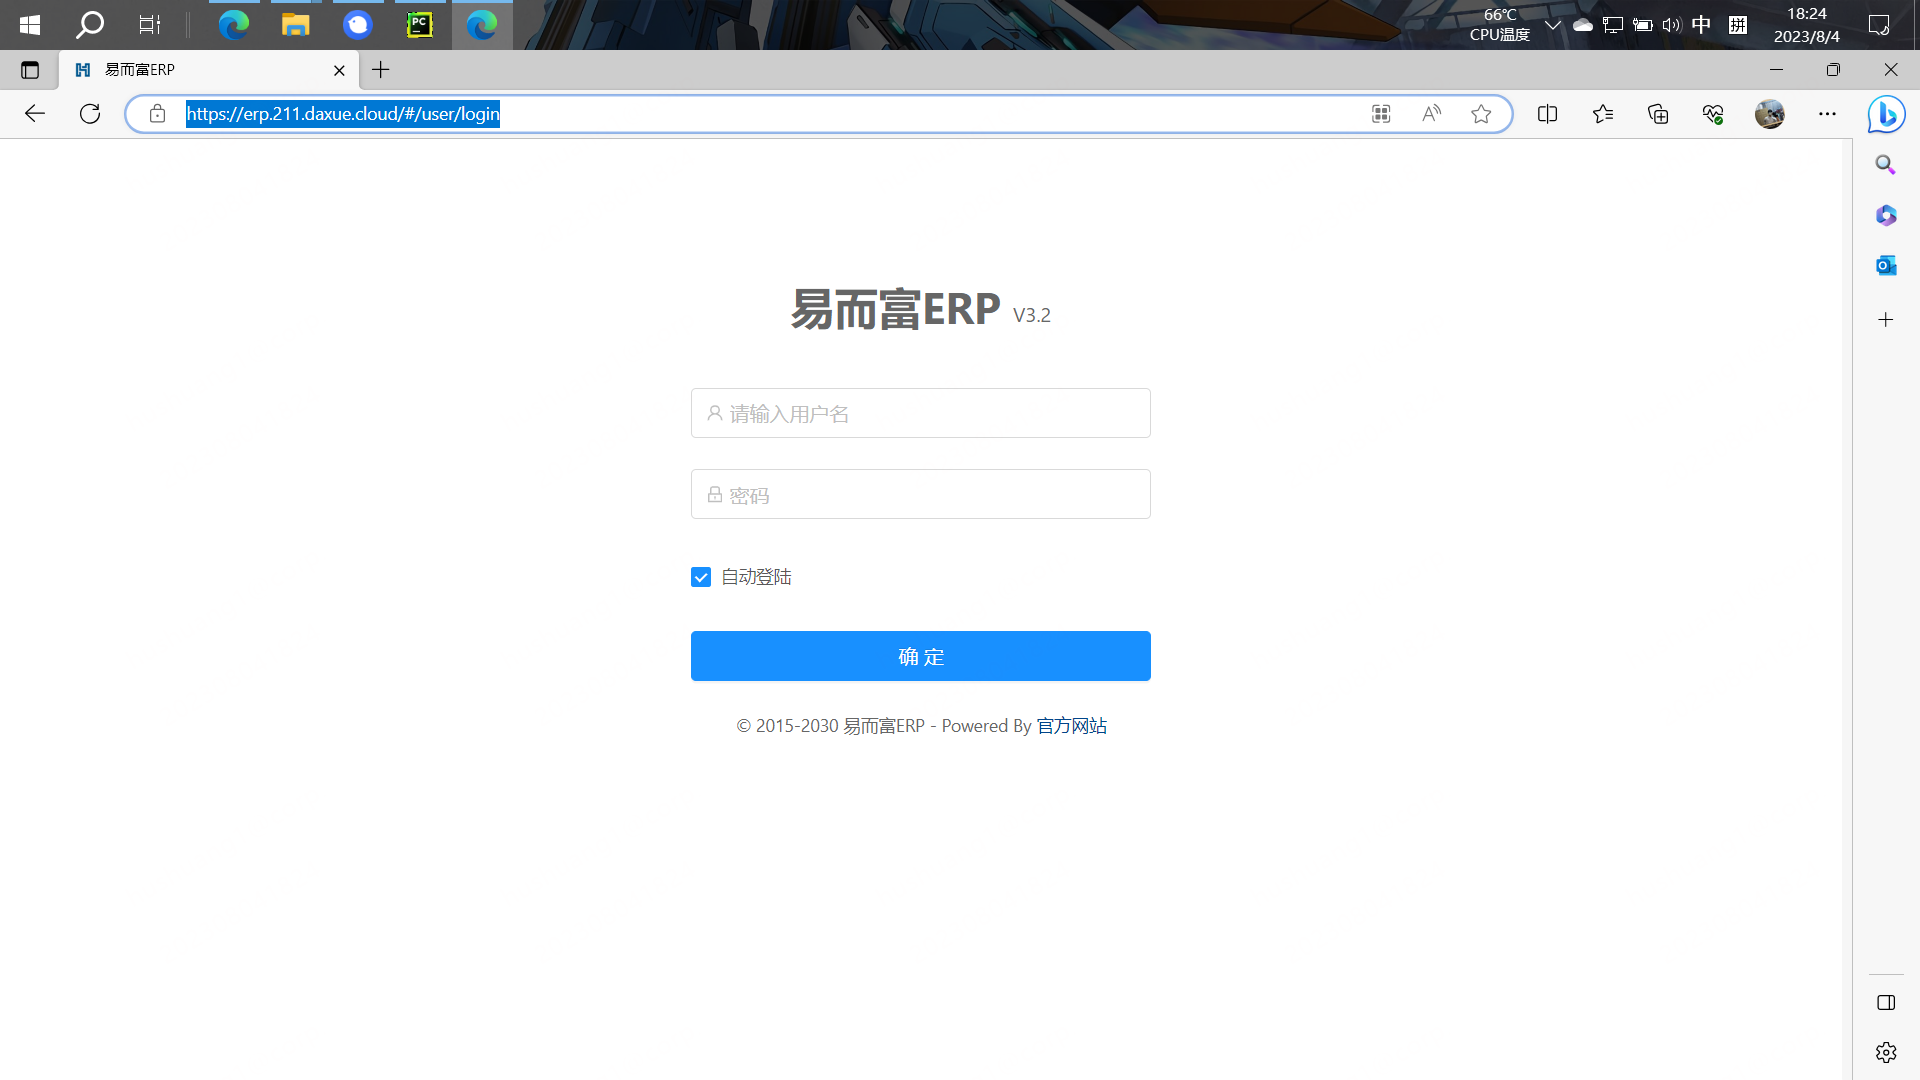 66℃
CPU温度
中
拼
18:24
2023/8/4
PC
易而富ERP
https://erp.211.daxue.cloud/#/user/login
易而富ERP V3.2
请输入用户名
密码
自动登陆
确 定
© 2015-2030 易而富ERP - Powered By 官方网站